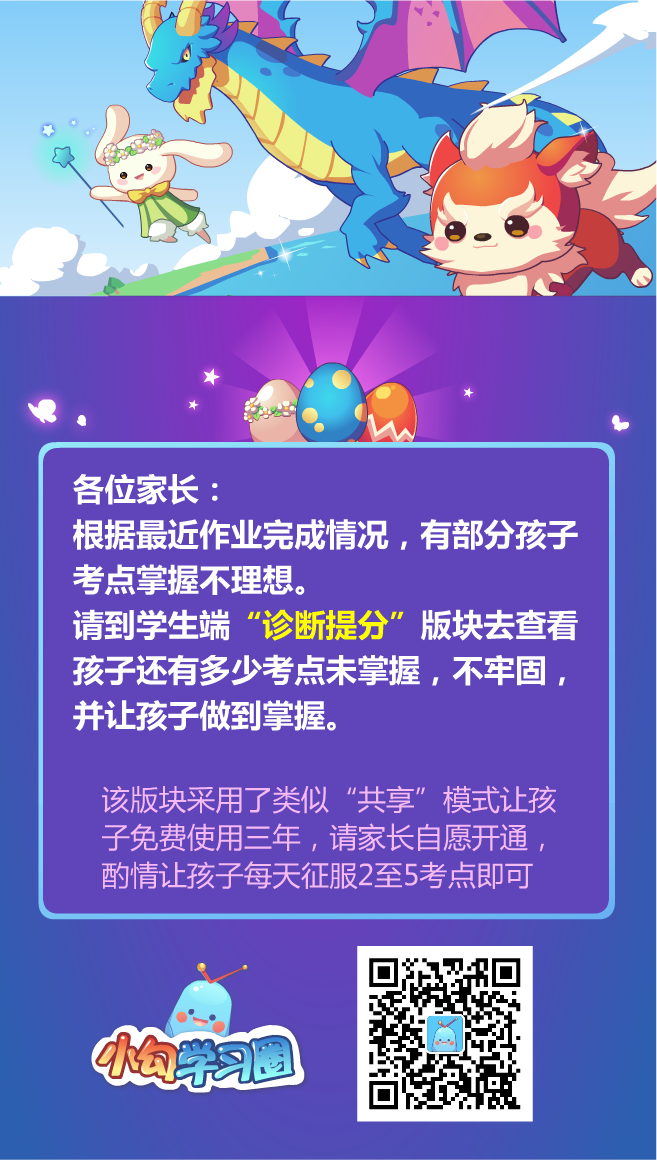 各位家长：
根据最近作业完成情况，有部分孩子
考点掌握不理想。
请到学生端“诊断提分”版块去查看
孩子还有多少考点未掌握，不牢固，
并让孩子做到掌握。
该版块采用了类似“共享”模式让孩
子免费使用三年，请家长自愿开通，
酌情让孩子每天征服2至5考点即可
小勾学习圈